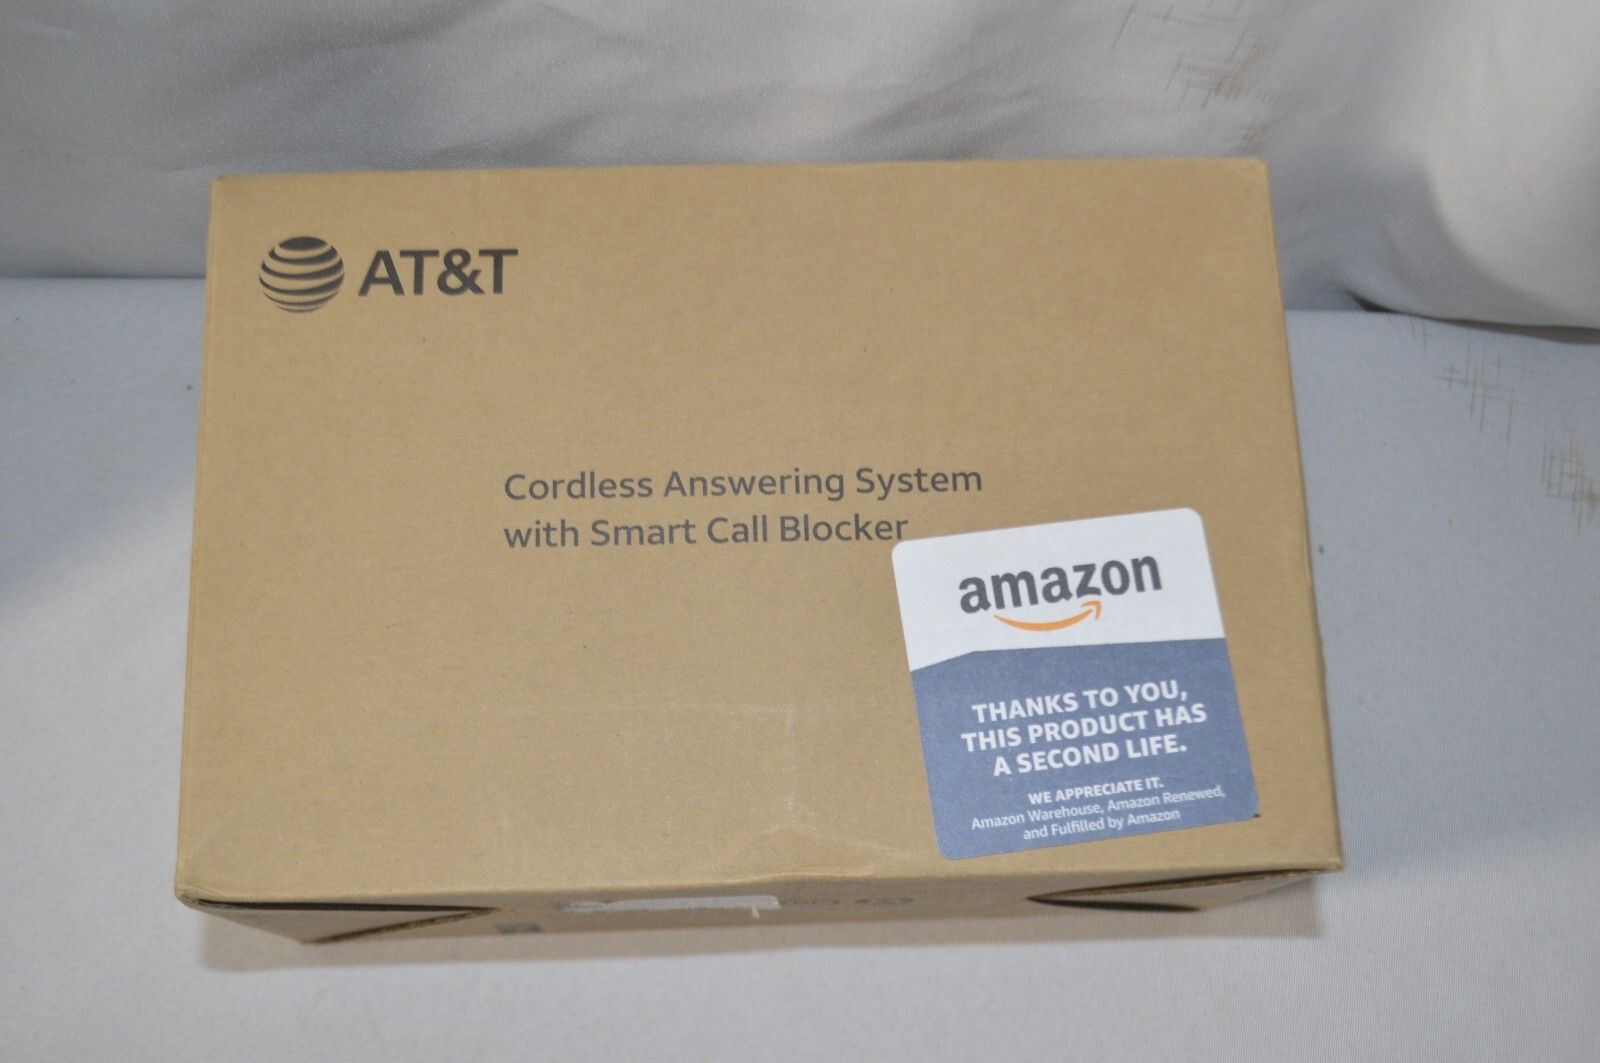 AT&T
Cordless Answering System
with Smart Call Blocker
amazon
THANKS TO YOU,
THIS PRODUCT HAS
A SECOND LIFE.
WE APPRECIATE IT.
Amazon Warehouse, Amazon Renewed,
and Fulfilled by Amazon